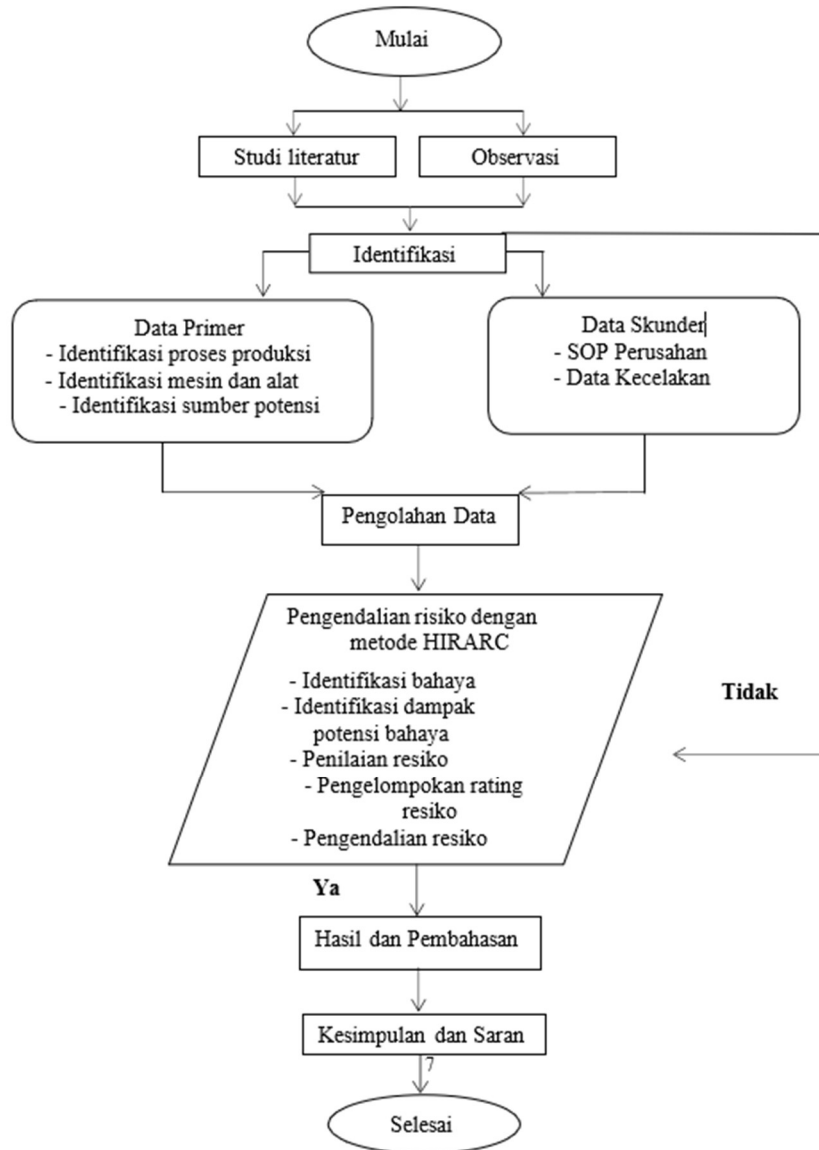 Mulai
Studi literatur
Observasi
Identifikasi
Data Primer
- Identifikasi proses produksi
- Identifikasi mesin dan alat
- Identifikasi sumber potensi
Data Skunder
- SOP Perusahan
- Data Kecelakan
Pengolahan Data
Pengendalian risiko dengan
metode HIRARC
- Identifikasi bahaya
- Identifikasi dampak
potensi bahaya
- Penilaian resiko
- Pengelompokan rating
resiko
- Pengendalian resiko
Tidak
Ya
Hasil dan Pembahasan
Kesimpulan dan Saran
7
Selesai